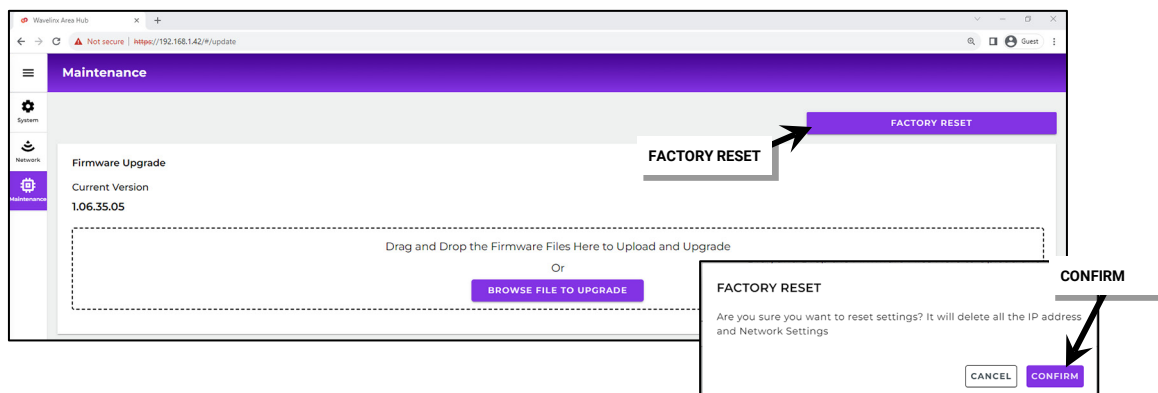 Wavelinx Area Hub
Not secure | https://192.168.1.42/#/update
Guest
Maintenance
System
FACTORY RESET
FACTORY RESET
Network
Firmware Upgrade
Current Version
Maintenance
1.06.35.05
Drag and Drop the Firmware Files Here to Upload and Upgrade
Or
BROWSE FILE TO UPGRADE
CONFIRM
FACTORY RESET
Are you sure you want to reset settings? It will delete all the IP address
and Network Settings
CANCEL
CONFIRM